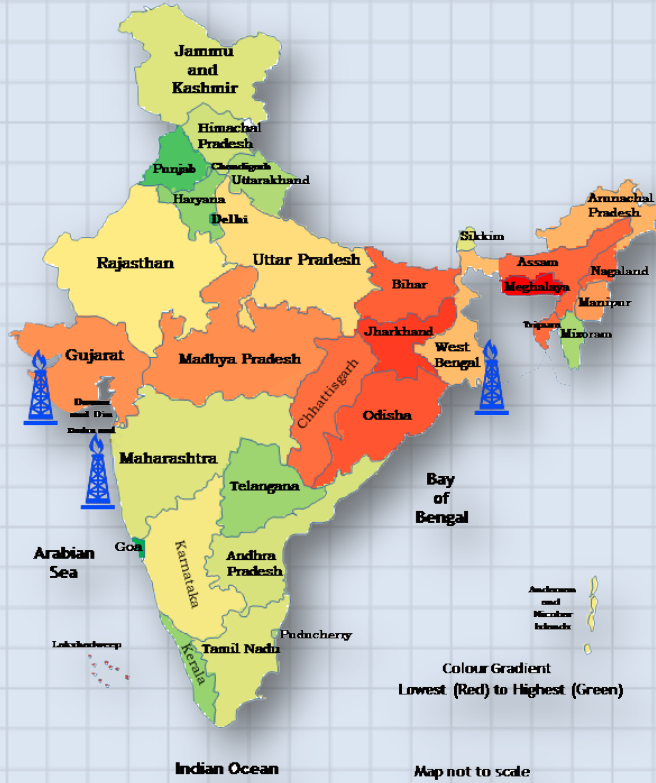 Jammu
and
Kashmir
Himachal
Pradesh
Punjab
Chandigarh
Uttarakhand
Haryana
Delhi
Arunachal
Pradesh
Sikkim
Rajasthan
Uttar Pradesh
Assam
Nagaland
Bihar
Meghalaya
Manipur
Jharkhand
Tripura
Mizoram
Gujarat
Madhya Pradesh
West
Bengal
Chhattisgarh
Daman
and Diu
Odisha
Maharashtra
Telangana
Bay
of
Bengal
Goa
Arabian
Sea
Karnataka
Andhra
Pradesh
Andaman
and
Nicobar
Islands
Puducherry
Lakshadweep
Kerala
Tamil Nadu
Colour Gradient
Lowest (Red) to Highest (Green)
Indian Ocean
Map not to scale